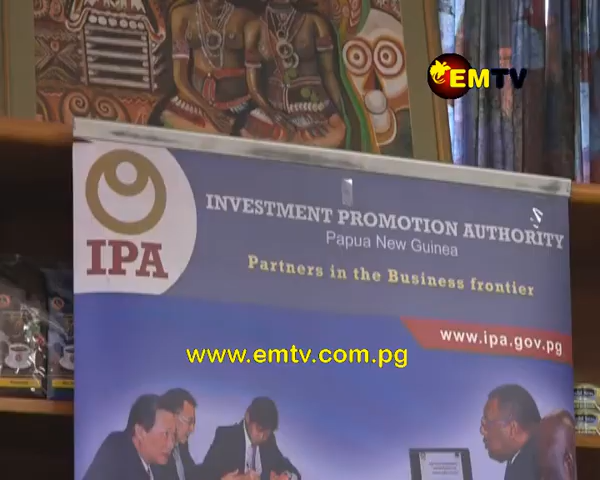 EMTV
INVESTMENT PROMOTION AUTHORITY
Papua New Guinea
IPA
Partners in the Business frontier
www.ipa.gov.pg
www.emtv.com.pg